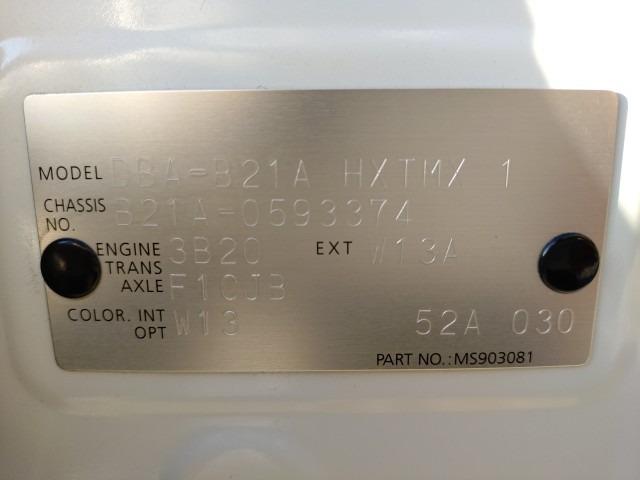 MODEL DBA-B21A HXTMX 1
CHASSIS NO. B21A-0593374
ENGINE 3B20 EXT W13A
TRANS AXLE F1CJB
COLOR. INT OPT W13 52A 030
PART NO.: MS903081